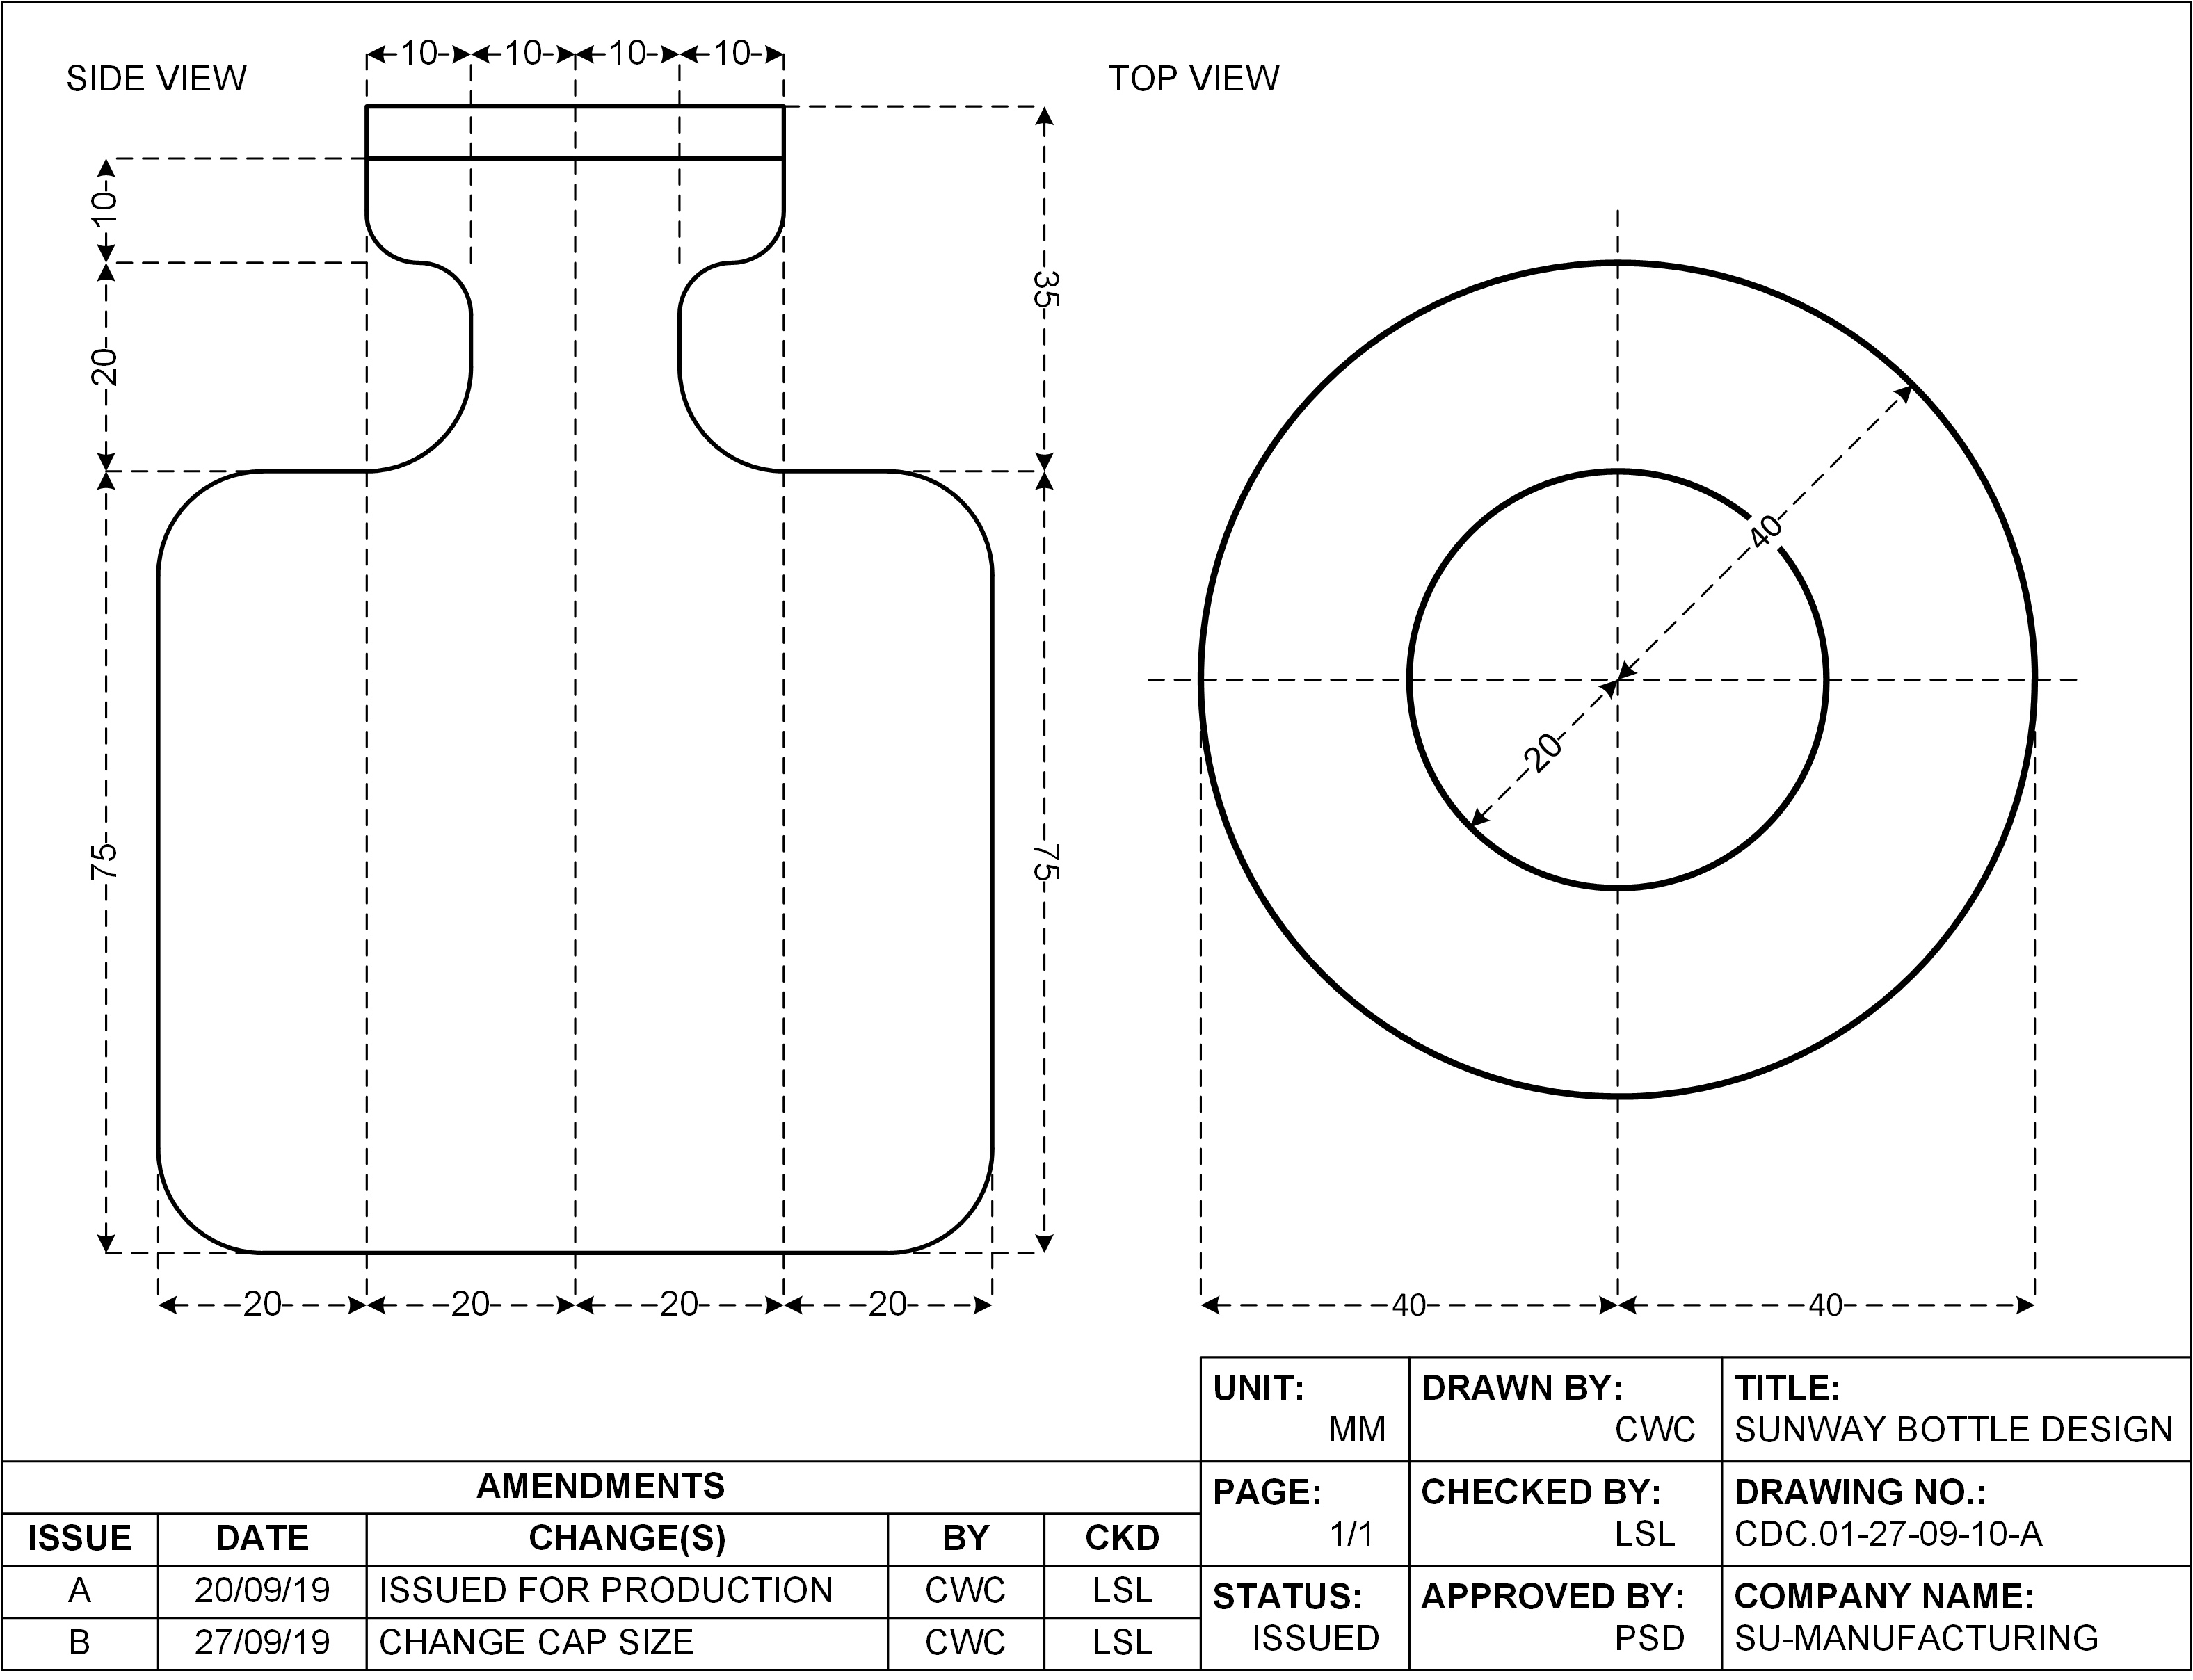 10 10 10 10
SIDE VIEW
TOP VIEW
10
35
20
40
20
75
75
20 20 20 20
40 40
UNIT:
MM
DRAWN BY:
CWC
TITLE:
SUNWAY BOTTLE DESIGN
PAGE:
1/1
CHECKED BY:
LSL
DRAWING NO.:
CDC.01-27-09-10-A
STATUS:
ISSUED
APPROVED BY:
PSD
COMPANY NAME:
SU-MANUFACTURING
AMENDMENTS
ISSUE DATE CHANGE(S) BY CKD
A 20/09/19 ISSUED FOR PRODUCTION CWC LSL
B 27/09/19 CHANGE CAP SIZE CWC LSL